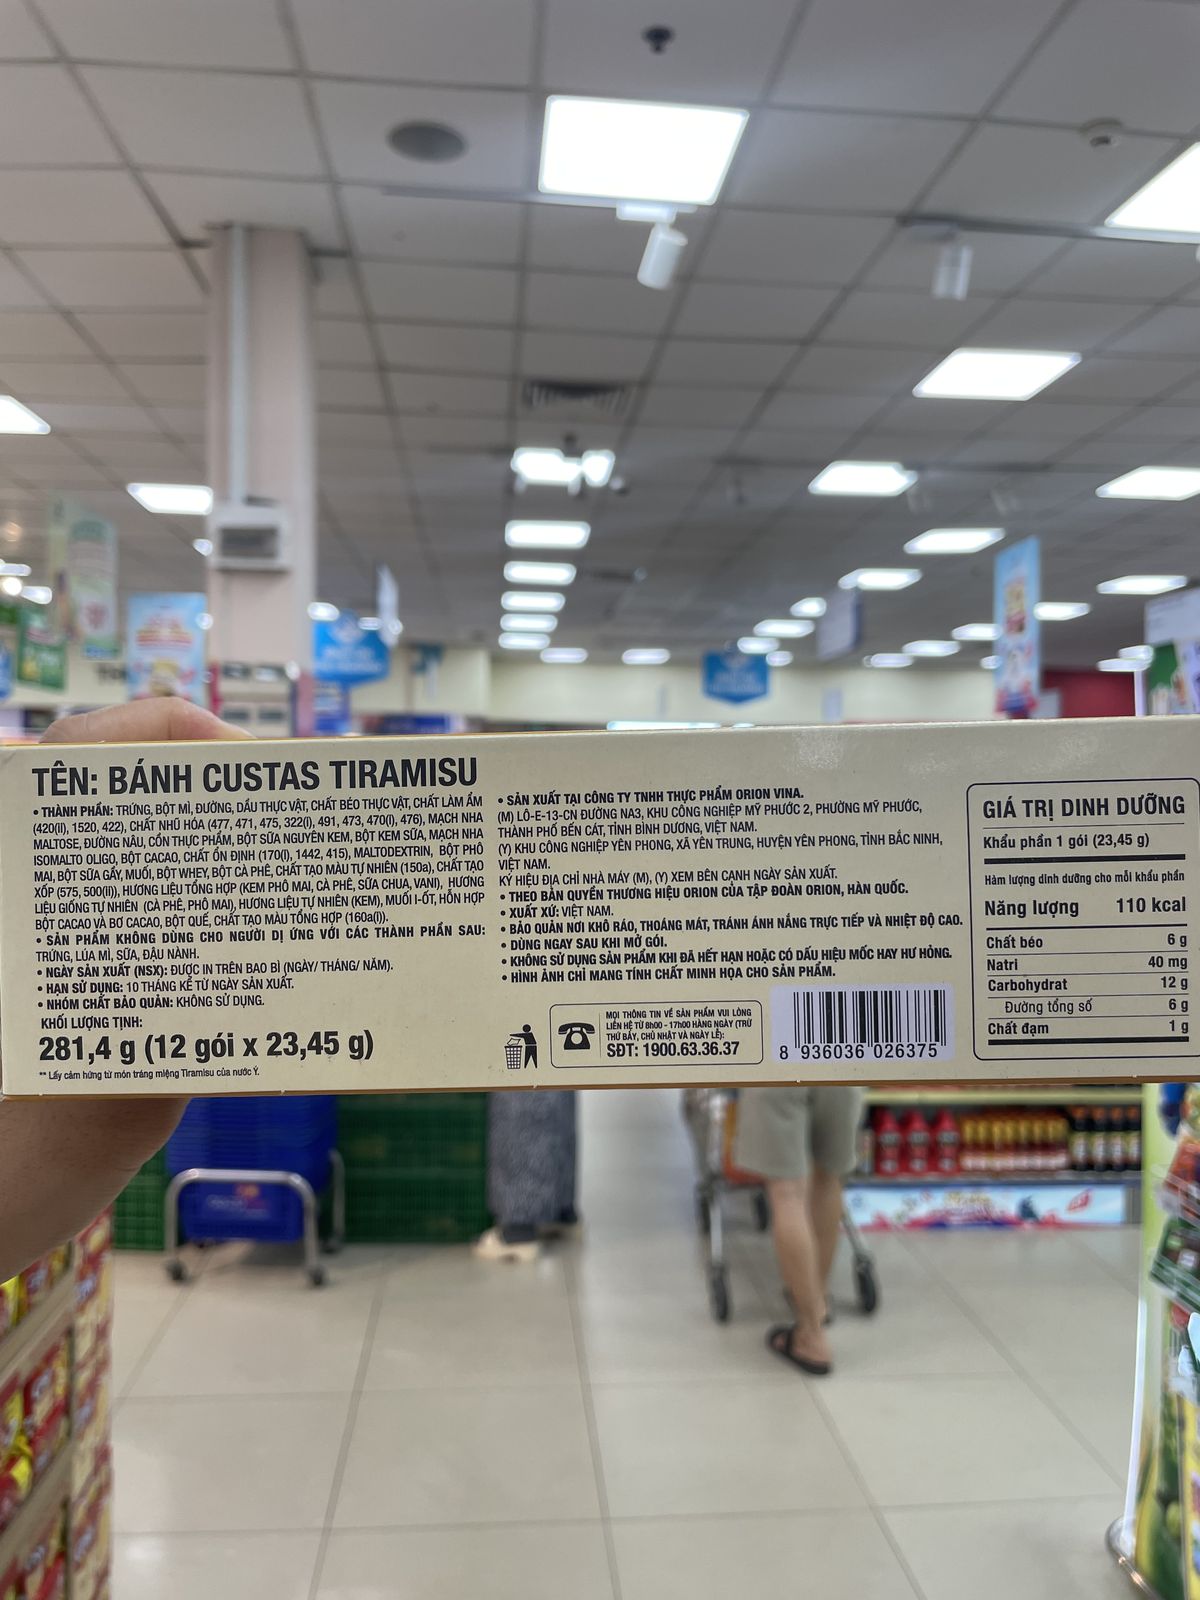 TÊN: BÁNH CUSTAS TIRAMISU
• THÀNH PHẦN: TRỨNG, BỘT MÌ, ĐƯỜNG, DẦU THỰC VẬT, CHẤT BÉO THỰC VẬT, CHẤT LÀM ẨM
(420(II), 1520, 422), CHẤT NHŨ HÓA (477, 471, 475, 322(I), 491, 473, 470(I), 476), MẠCH NHA
MALTOSE, ĐƯỜNG NÂU, CỒN THỰC PHẨM, BỘT SỮA NGUYÊN KEM, BỘT KEM SỮA, MẠCH NHA
ISOMALTO OLIGO, BỘT CACAO, CHẤT ỔN ĐỊNH (170(I), 1442, 415), MALTODEXTRIN, BỘT PHÔ
MAI, BỘT SỮA GẦY, MUỐI, BỘT WHEY, BỘT CÀ PHÊ, CHẤT TẠO MÀU TỰ NHIÊN (150a), CHẤT TẠO
XỐP (575, 500(II)), HƯƠNG LIỆU TỔNG HỢP (KEM PHÔ MAI, CÀ PHÊ, SỮA CHUA, VANI), HƯƠNG
LIỆU GIỐNG TỰ NHIÊN (CÀ PHÊ, PHÔ MAI), HƯƠNG LIỆU TỰ NHIÊN (KEM), MUỐI I-ỐT, HỖN HỢP
BỘT CACAO VÀ BƠ CACAO, BỘT QUẾ, CHẤT TẠO MÀU TỔNG HỢP (160a(I)).
• SẢN PHẨM KHÔNG DÙNG CHO NGƯỜI DỊ ỨNG VỚI CÁC THÀNH PHẦN SAU:
TRỨNG, LÚA MÌ, SỮA, ĐẬU NÀNH.
• NGÀY SẢN XUẤT (NSX): ĐƯỢC IN TRÊN BAO BÌ (NGÀY/ THÁNG/ NĂM).
• HẠN SỬ DỤNG: 10 THÁNG KỂ TỪ NGÀY SẢN XUẤT.
• NHÓM CHẤT BẢO QUẢN: KHÔNG SỬ DỤNG.
KHỐI LƯỢNG TỊNH:
281,4 g (12 gói x 23,45 g)
** Lấy cảm hứng từ món tráng miệng Tiramisu của nước Ý.
• SẢN XUẤT TẠI CÔNG TY TNHH THỰC PHẨM ORION VINA.
(M) LÔ-E-13-CN ĐƯỜNG NA3, KHU CÔNG NGHIỆP MỸ PHƯỚC 2, PHƯỜNG MỸ PHƯỚC,
THÀNH PHỐ BẾN CÁT, TỈNH BÌNH DƯƠNG, VIỆT NAM.
(Y) KHU CÔNG NGHIỆP YÊN PHONG, XÃ YÊN TRUNG, HUYỆN YÊN PHONG, TỈNH BẮC NINH,
VIỆT NAM.
KÝ HIỆU ĐỊA CHỈ NHÀ MÁY (M), (Y) XEM BÊN CẠNH NGÀY SẢN XUẤT.
• THEO BẢN QUYỀN THƯƠNG HIỆU ORION CỦA TẬP ĐOÀN ORION, HÀN QUỐC.
• XUẤT XỨ: VIỆT NAM.
• BẢO QUẢN NƠI KHÔ RÁO, THOÁNG MÁT, TRÁNH ÁNH NẮNG TRỰC TIẾP VÀ NHIỆT ĐỘ CAO.
• DÙNG NGAY SAU KHI MỞ GÓI.
• KHÔNG SỬ DỤNG SẢN PHẨM KHI ĐÃ HẾT HẠN HOẶC CÓ DẤU HIỆU MỐC HAY HƯ HỎNG.
• HÌNH ẢNH CHỈ MANG TÍNH CHẤT MINH HỌA CHO SẢN PHẨM.
MỌI THÔNG TIN VỀ SẢN PHẨM VUI LÒNG
LIÊN HỆ TỪ 8h00 - 17h00 HÀNG NGÀY (TRỪ
THỨ BẢY, CHỦ NHẬT VÀ NGÀY LỄ):
SĐT: 1900.63.36.37
8 936036 026375
GIÁ TRỊ DINH DƯỠNG
Khẩu phần 1 gói (23,45 g)
Hàm lượng dinh dưỡng cho mỗi khẩu phần
Năng lượng 110 kcal
Chất béo 6 g
Natri 40 mg
Carbohydrat 12 g
Đường tổng số 6 g
Chất đạm 1 g